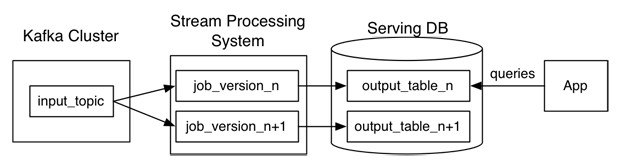 Kafka Cluster
Stream Processing
System
Serving DB
input_topic
job_version_n
job_version_n+1
output_table_n
output_table_n+1
queries
App